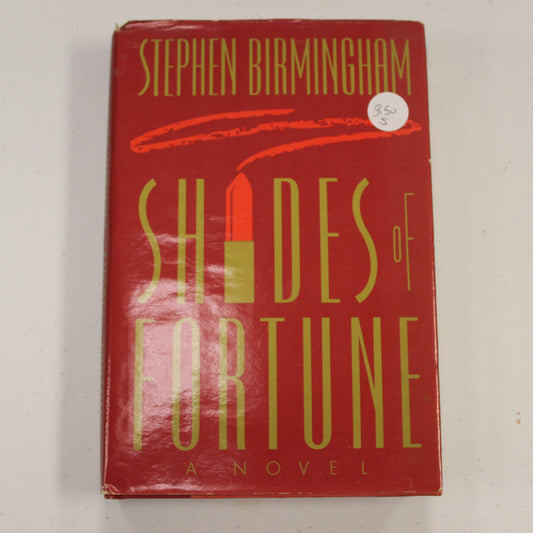 STEPHEN BIRMINGHAM
3.50
S
SHADES OF
FORTUNE
A NOVEL